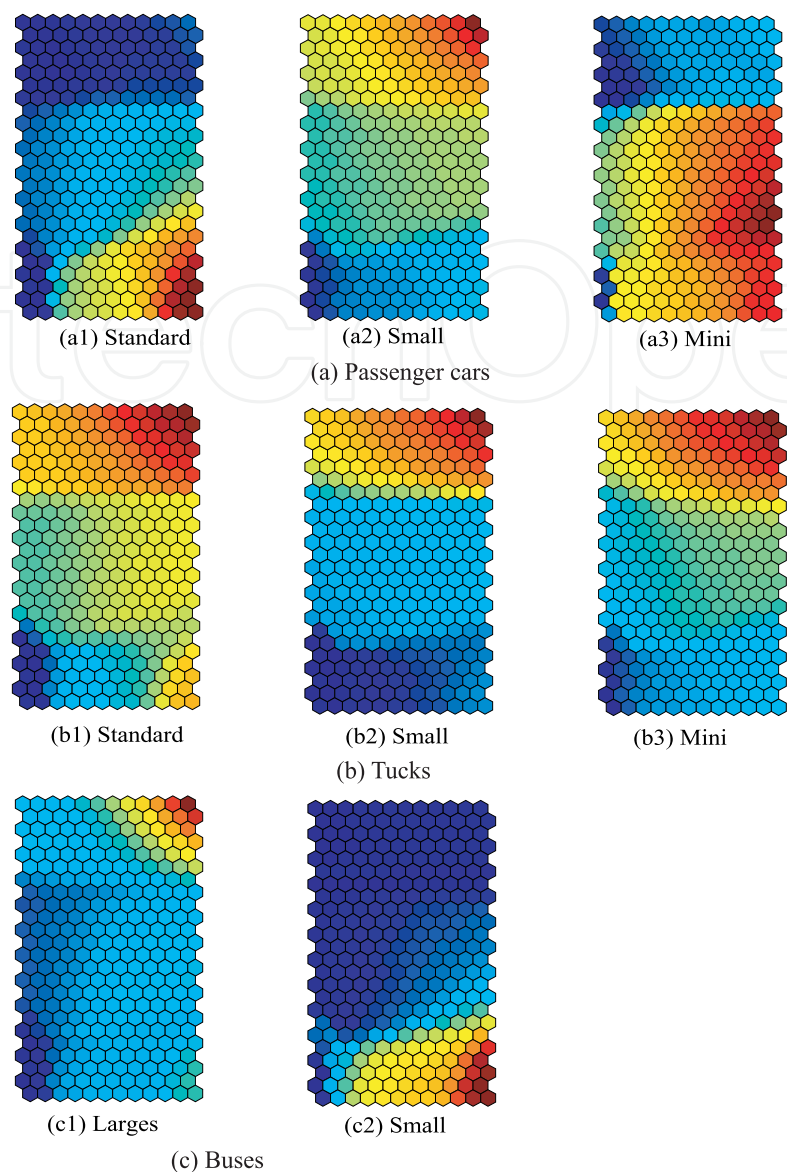 (a1) Standard
(a2) Small
(a3) Mini
(a) Passenger cars
(b1) Standard
(b2) Small
(b3) Mini
(b) Tucks
(c1) Larges
(c2) Small
(c) Buses